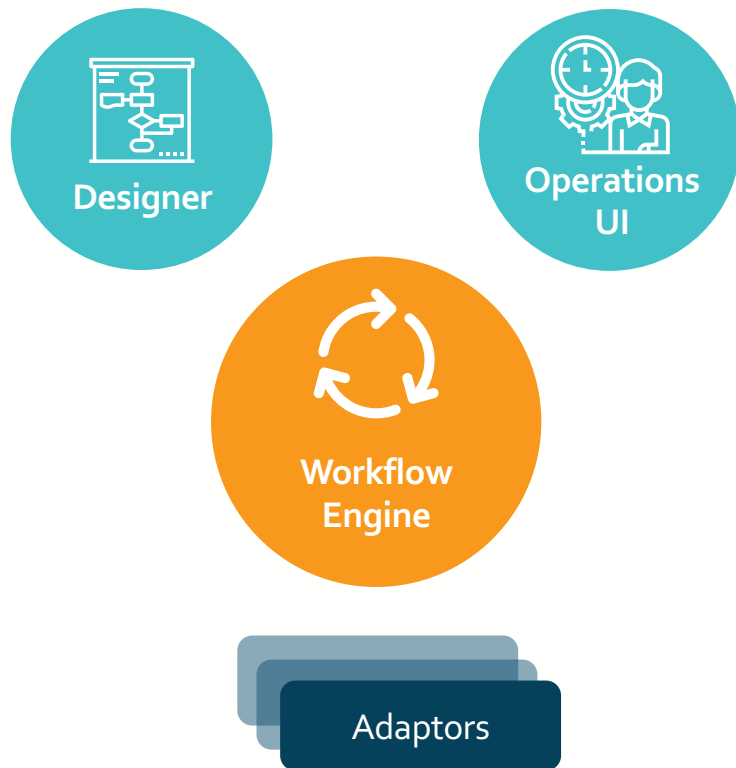 Designer
Operations
UI
Workflow
Engine
Adaptors